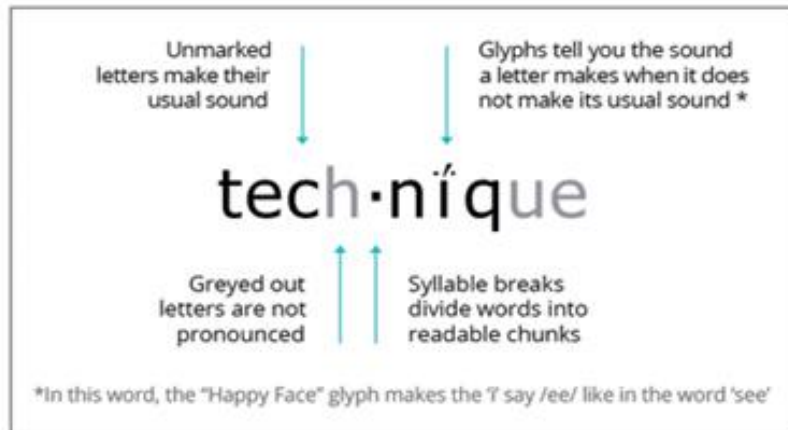 Unmarked
letters make their
usual sound
Glyphs tell you the sound
a letter makes when it does
not make its usual sound *
tech·nïque
Greyed out
letters are not
pronounced
Syllable breaks
divide words into
readable chunks
*In this word, the “Happy Face” glyph makes the ‘i’ say /ee/ like in the word ‘see’